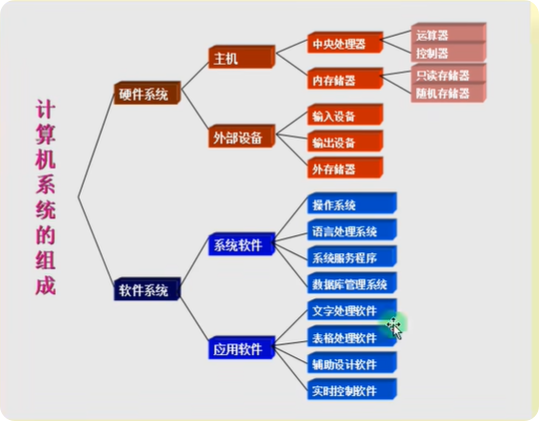 计算机系统的组成
硬件系统
主机
中央处理器
运算器
控制器
内存储器
只读存储器
随机存储器
外部设备
输入设备
输出设备
外存储器
软件系统
系统软件
操作系统
语言处理系统
系统服务程序
数据库管理系统
应用软件
文字处理软件
表格处理软件
辅助设计软件
实时控制软件